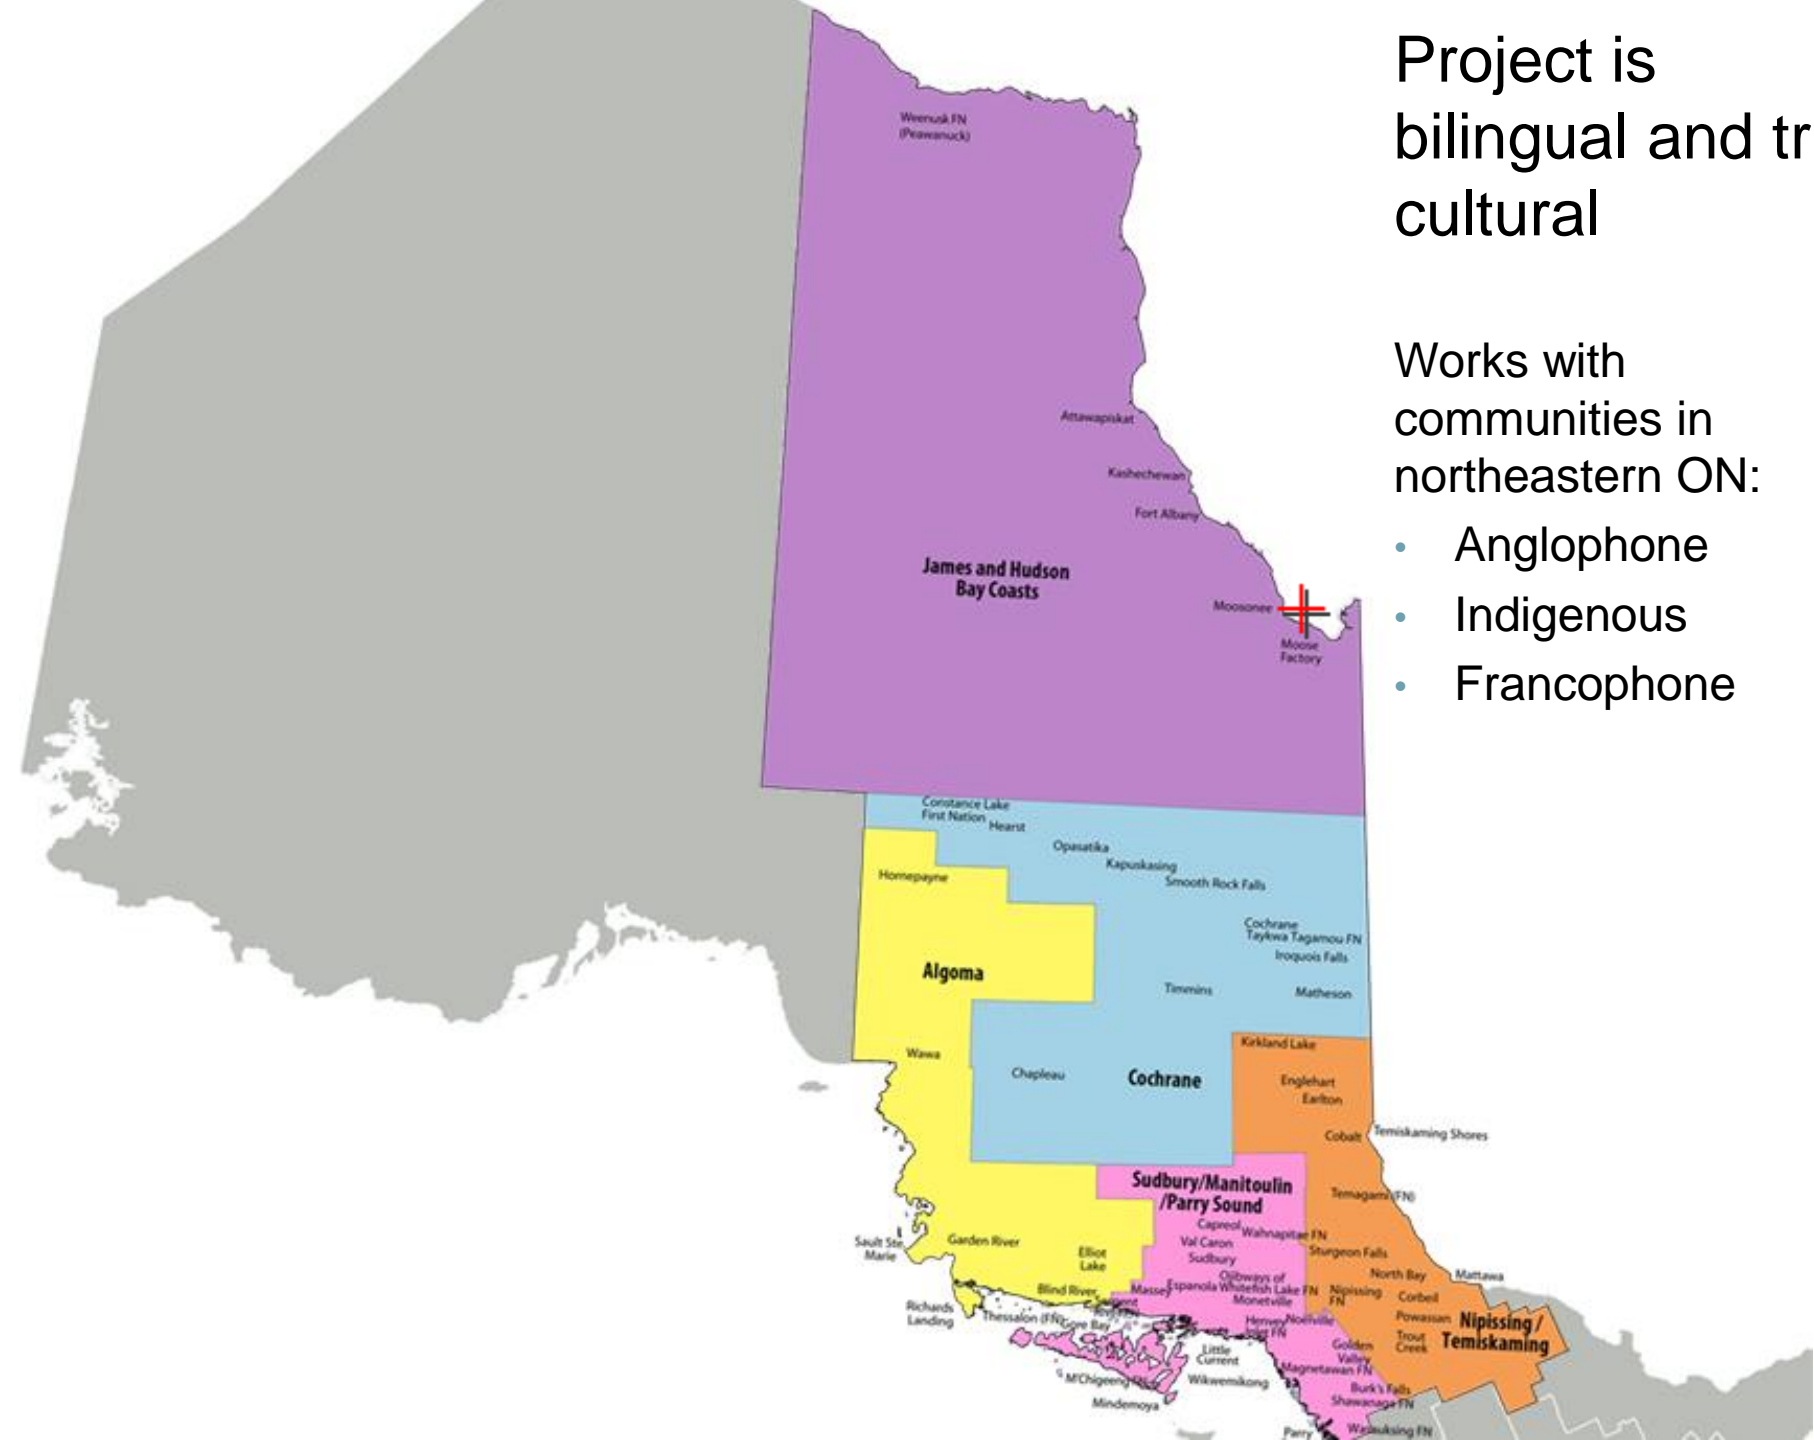 Project is
bilingual and tr
cultural
Works with
communities in
northeastern ON:
• Anglophone
• Indigenous
• Francophone
Weenusk FN
(Peawanuck)
Attawapiskat
Kashechewan
Fort Albany
James and Hudson
Bay Coasts
Moosonee
Moose
Factory
Constance Lake
First Nation
Hearst
Opasatika
Kapuskasing
Smooth Rock Falls
Hornepayne
Cochrane
Taykwa Tagamou FN
Iroquois Falls
Algoma
Timmins
Matheson
Kirkland Lake
Wawa
Chapleau
Cochrane
Englehart
Earlton
Cobalt
Temiskaming Shores
Sudbury/Manitoulin
/Parry Sound
Temagami (FN)
Capreol
Wahnapitae FN
Val Caron
Sudbury
Sault Ste
Marie
Garden River
Elliot
Lake
Sturgeon Falls
North Bay
Mattawa
Ojibways of
Whitefish Lake FN
Blind River
Massey
Espanola
Monetville
Nipissing
FN
Corbeil
Powassan
Nipissing/
Temiskaming
Richards
Landing
Thessalon (FN)
Gore Bay
Henvey
Inlet FN
Noelville
Trout
Creek
Golden
Valley
Little
Current
Magnetawan FN
M'Chigeeng
Wikwemikong
Burk's Falls
Shawanaga FN
Mindemoya
Parry
Wasauksing FN